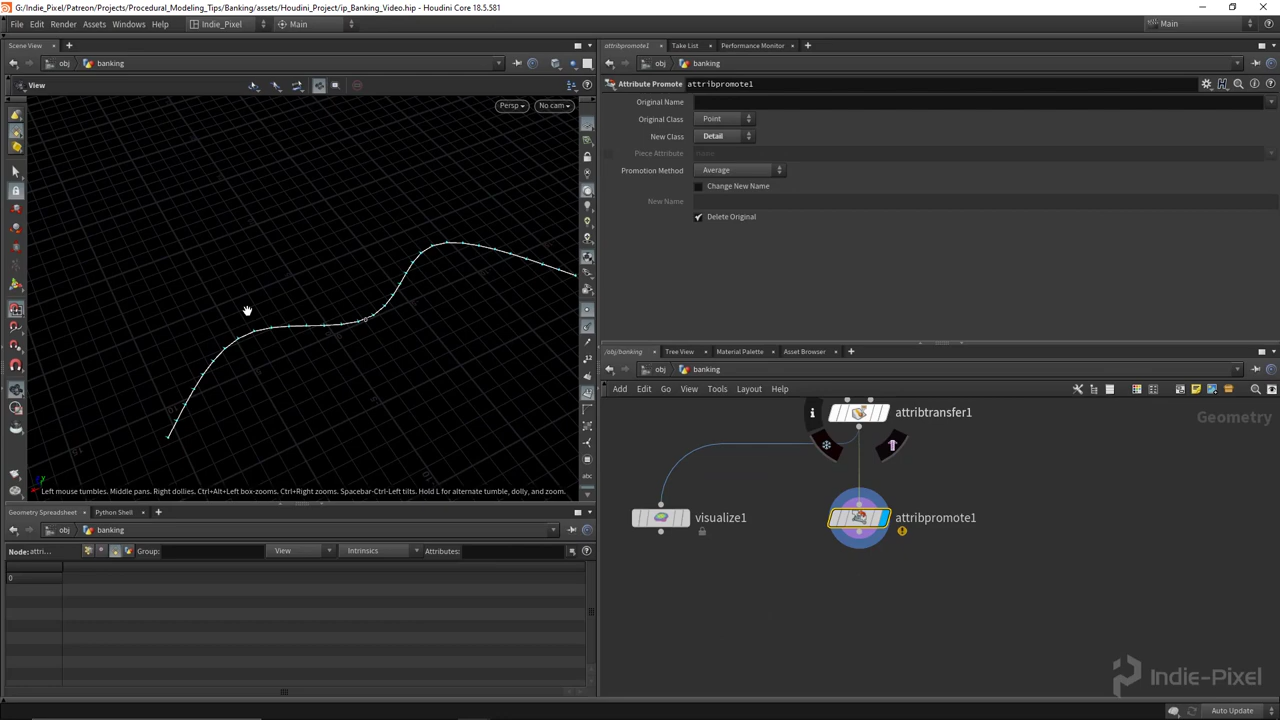 G:/Indie_Pixel/Patreon/Projects/Procedural_Modeling_Tips/Banking/assets/Houdini_Project/ip_Banking_Video.hip - Houdini Core 18.5.581
File Edit Render Assets Windows Help Indie_Pixel Main Main
Scene View
obj banking
View
Persp No cam
Left mouse tumbles. Middle pans. Right dollies. Ctrl+Alt+Left box-zooms. Ctrl+Right zooms. Spacebar-Ctrl-Left tilts. Hold L for alternate tumble, dolly, and zoom.
attribpromote1 Take List Performance Monitor
obj banking
Attribute Promote attribpromote1
Original Name
Original Class Point
New Class Detail
Piece Attribute
Promotion Method Average
Change New Name
New Name
Delete Original
/obj/banking Tree View Material Palette Asset Browser
obj banking
Add Edit Go View Tools Layout Help
attribtransfer1
Geometry
visualize1
attribpromote1
Indie-Pixel
Geometry Spreadsheet Python Shell
obj banking
Node: attri... Group: View Intrinsics Attributes:
0
Auto Update